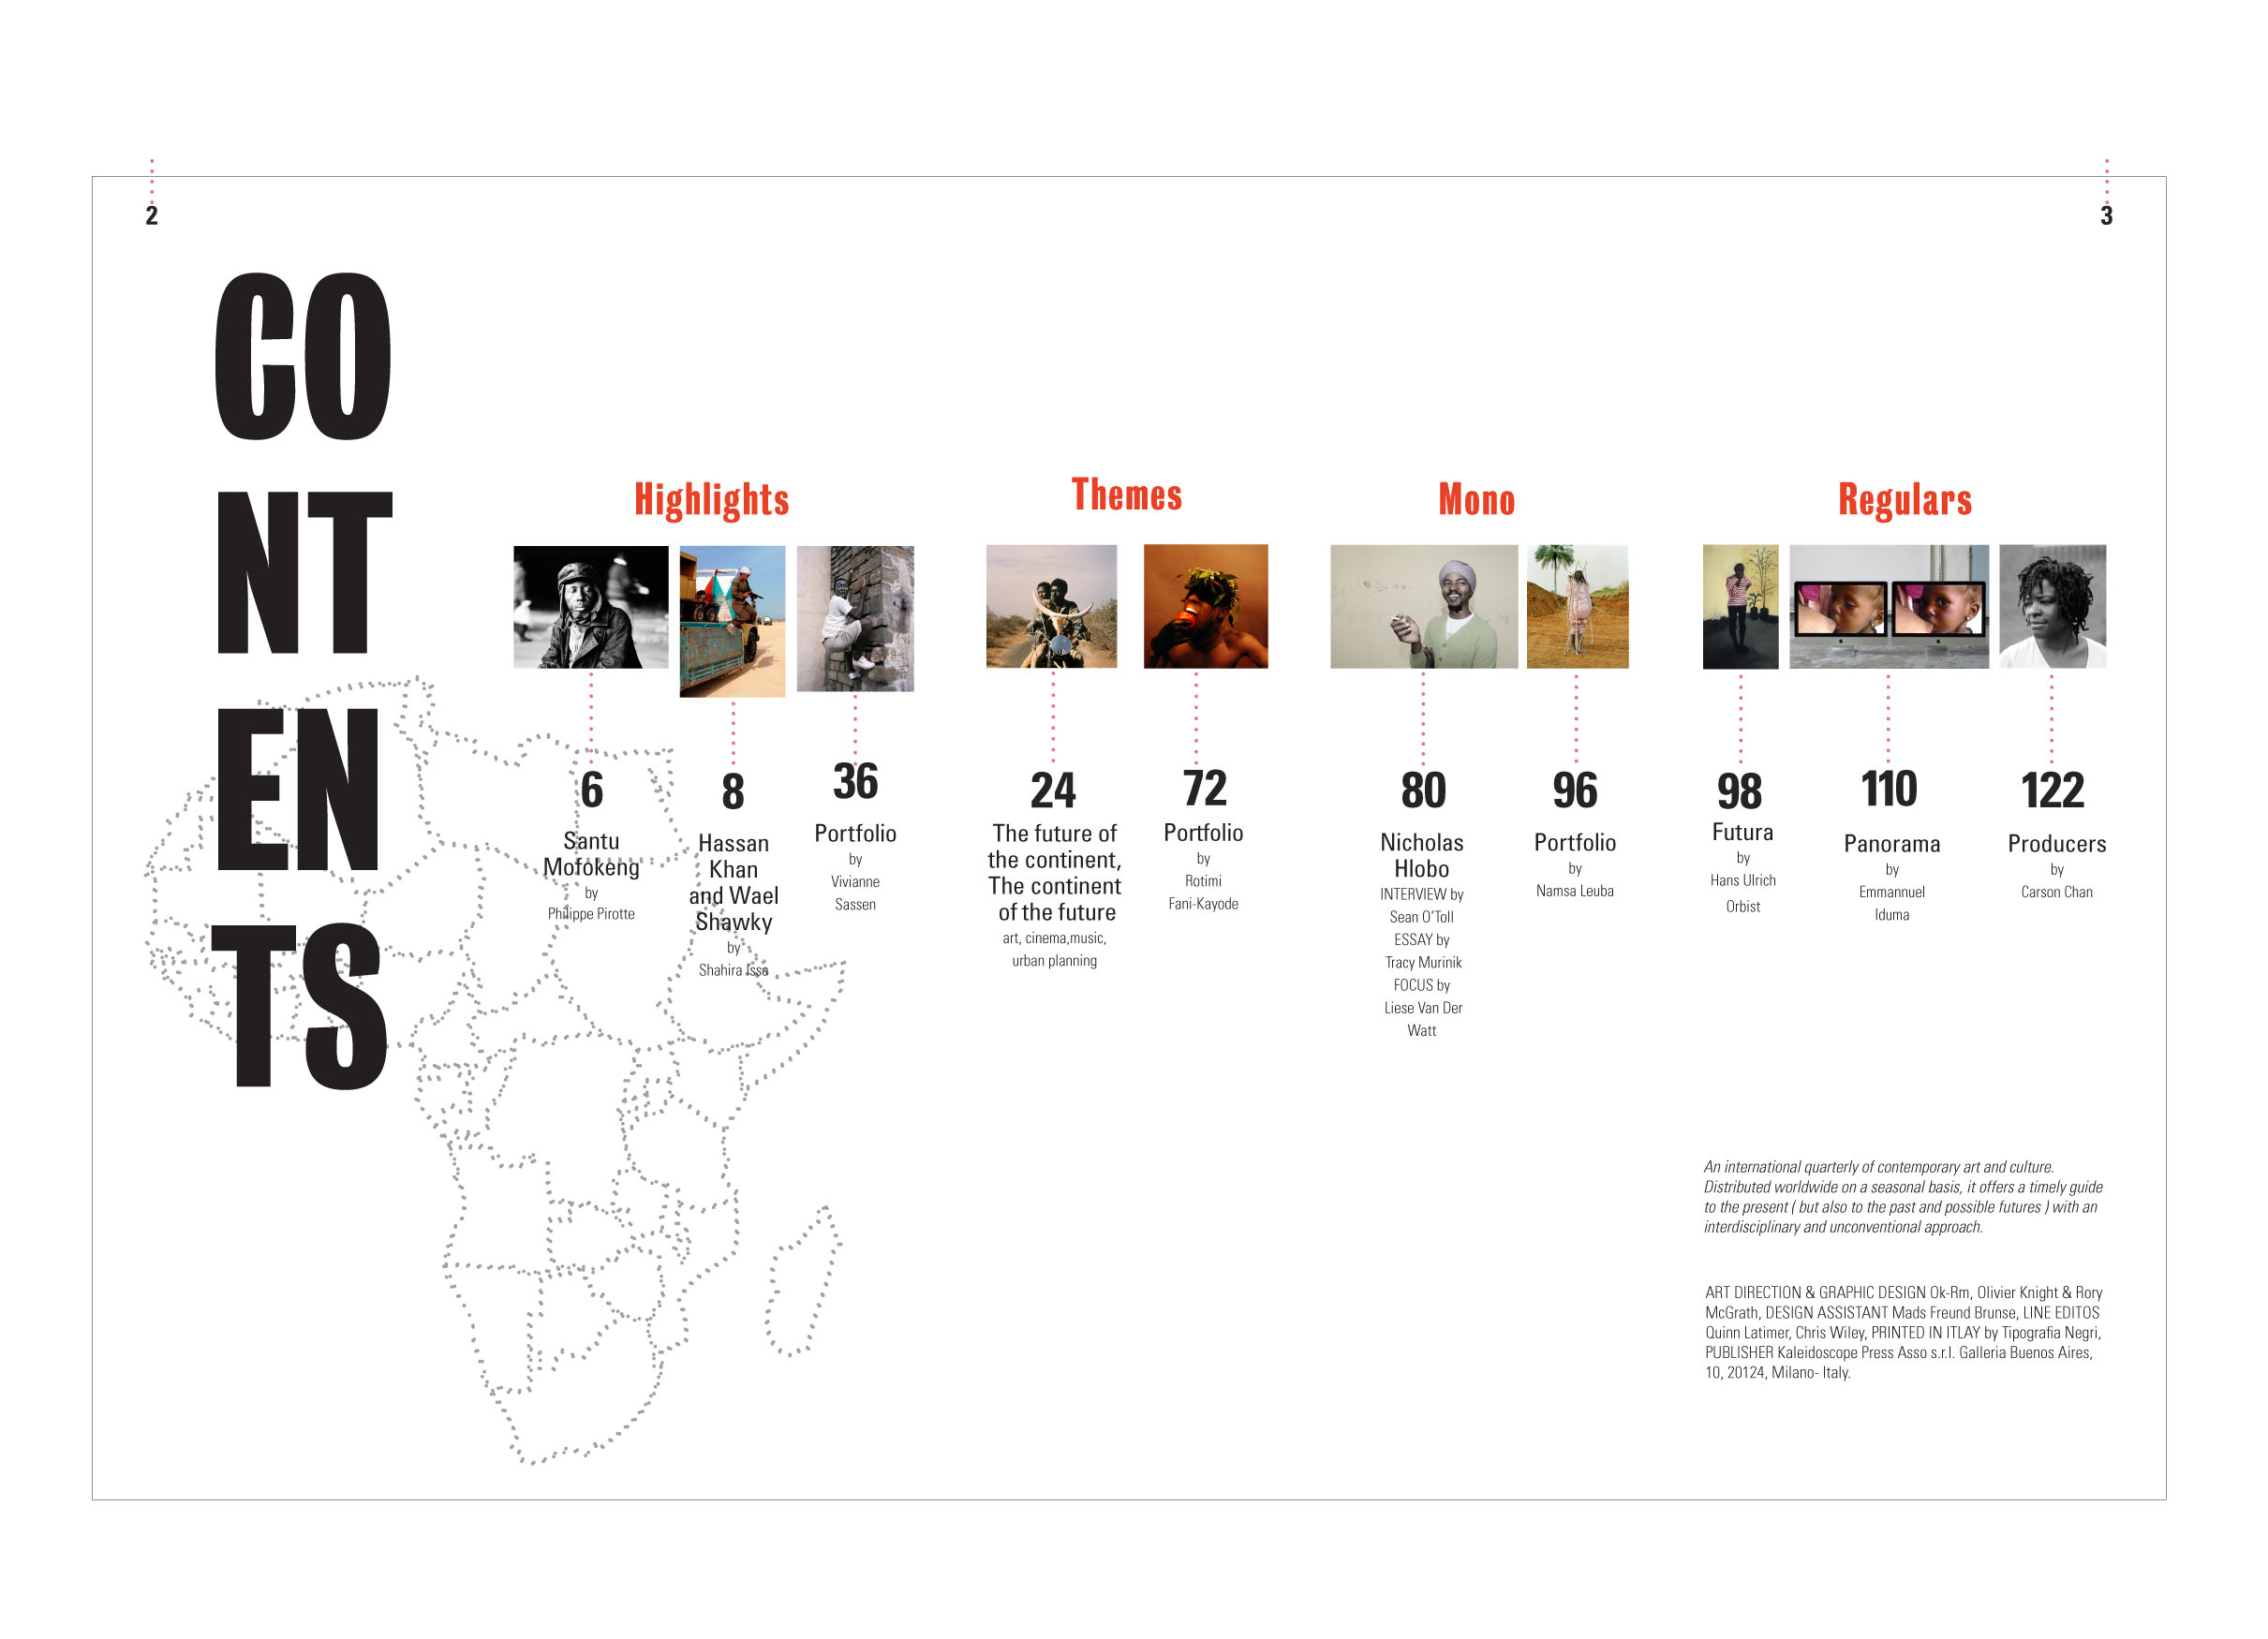 2
3
CO
NT
EN
TS
Highlights
6
Santu
Mofokeng
by
Philippe Pirotte
8
Hassan
Khan
and Wael
Shawky
by
Shahira Issa
36
Portfolio
by
Vivianne
Sassen
Themes
24
The future of
the continent,
The continent
of the future
art, cinema,music,
urban planning
72
Portfolio
by
Rotimi
Fani-Kayode
Mono
80
Nicholas
Hlobo
INTERVIEW by
Sean O'Toll
ESSAY by
Tracy Murinik
FOCUS by
Liese Van Der
Watt
96
Portfolio
by
Namsa Leuba
Regulars
98
Futura
by
Hans Ulrich
Orbist
110
Panorama
by
Emmannuel
Iduma
122
Producers
by
Carson Chan
An international quarterly of contemporary art and culture.
Distributed worldwide on a seasonal basis, it offers a timely guide
to the present ( but also to the past and possible futures ) with an
interdisciplinary and unconventional approach.
ART DIRECTION & GRAPHIC DESIGN Ok-Rm, Olivier Knight & Rory
McGrath, DESIGN ASSISTANT Mads Freund Brunse, LINE EDITOS
Quinn Latimer, Chris Wiley, PRINTED IN ITLAY by Tipografia Negri,
PUBLISHER Kaleidoscope Press Asso s.r.l. Galleria Buenos Aires,
10, 20124, Milano- Italy.